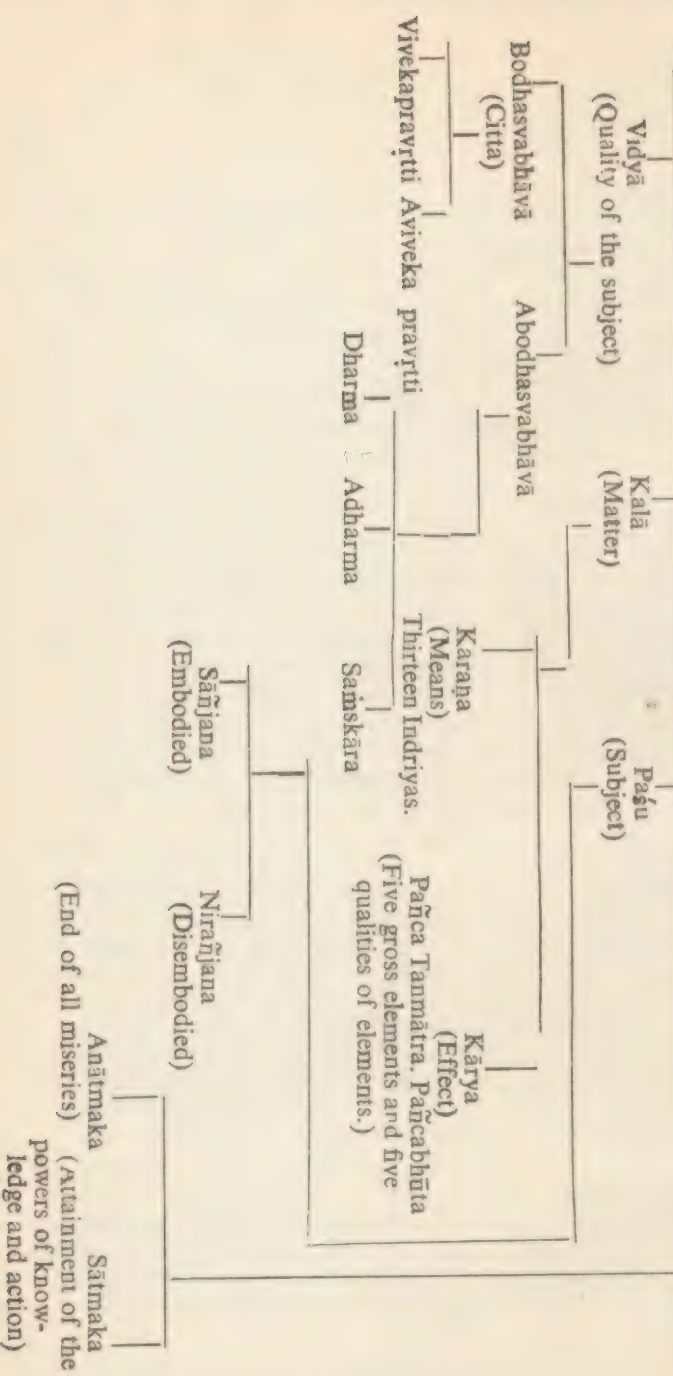 Vidyā
(Quality of the subject)
Kalā
(Matter)
Paśu
(Subject)
Bodhasvabhāvā
(Citta)
Abodhasvabhāvā
Vivekapravṛtti Aviveka pravṛtti
Karaṇa
(Means)
Thirteen Indriyas.
Kārya
(Effect)
Pañca Tanmātra. Pañcabhūta
(Five gross elements and five
qualities of elements.)
Dharma Adharma Saṁskāra
Sāñjana
(Embodied)
Nirañjana
(Disembodied)
Anātmaka
(End of all miseries)
Sātmaka
(Attainment of the
powers of know-
ledge and action)